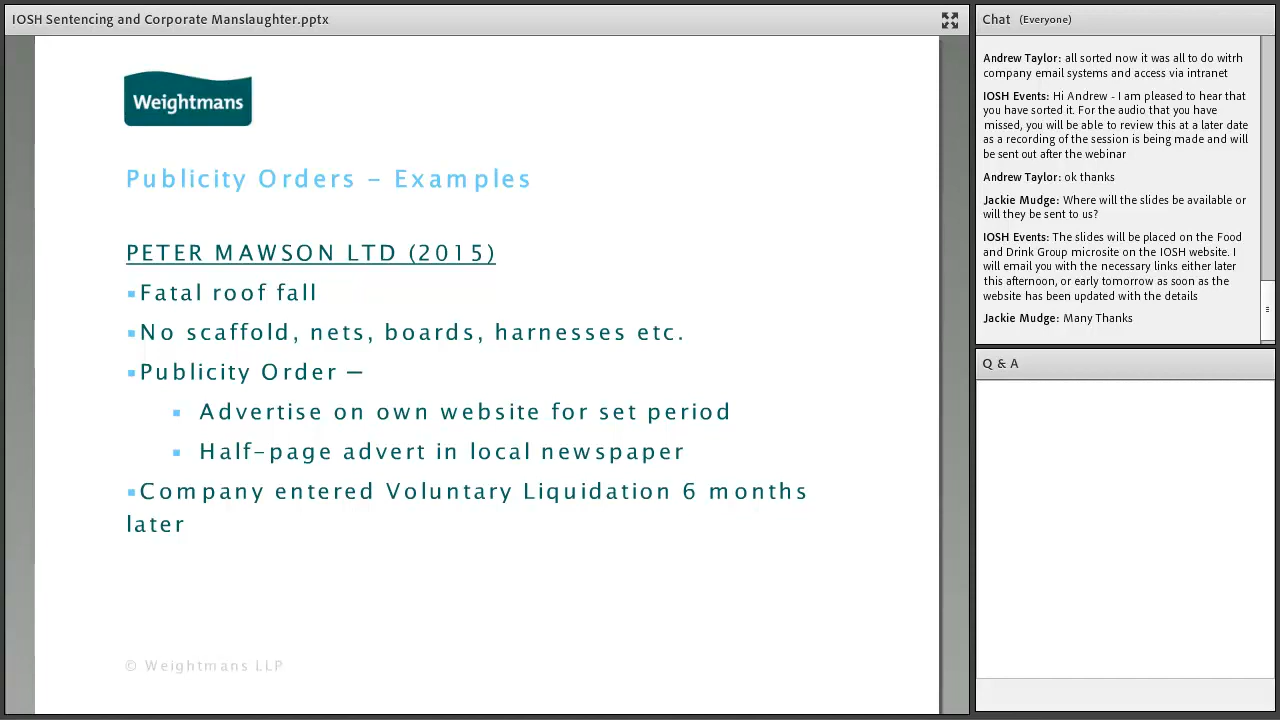 IOSH Sentencing and Corporate Manslaughter.pptx
Weightmans
Publicity Orders – Examples
PETER MAWSON LTD (2015)
Fatal roof fall
No scaffold, nets, boards, harnesses etc.
Publicity Order —
Advertise on own website for set period
Half-page advert in local newspaper
Company entered Voluntary Liquidation 6 months
later
© Weightmans LLP
Chat (Everyone)
Andrew Taylor: all sorted now it was all to do witrh
company email systems and access via intranet
IOSH Events: Hi Andrew - I am pleased to hear that
you have sorted it. For the audio that you have
missed, you will be able to review this at a later date
as a recording of the session is being made and will
be sent out after the webinar
Andrew Taylor: ok thanks
Jackie Mudge: Where will the slides be available or
will they be sent to us?
IOSH Events: The slides will be placed on the Food
and Drink Group microsite on the IOSH website. I
will email you with the necessary links either later
this afternoon, or early tomorrow as soon as the
website has been updated with the details
Jackie Mudge: Many Thanks
Q & A